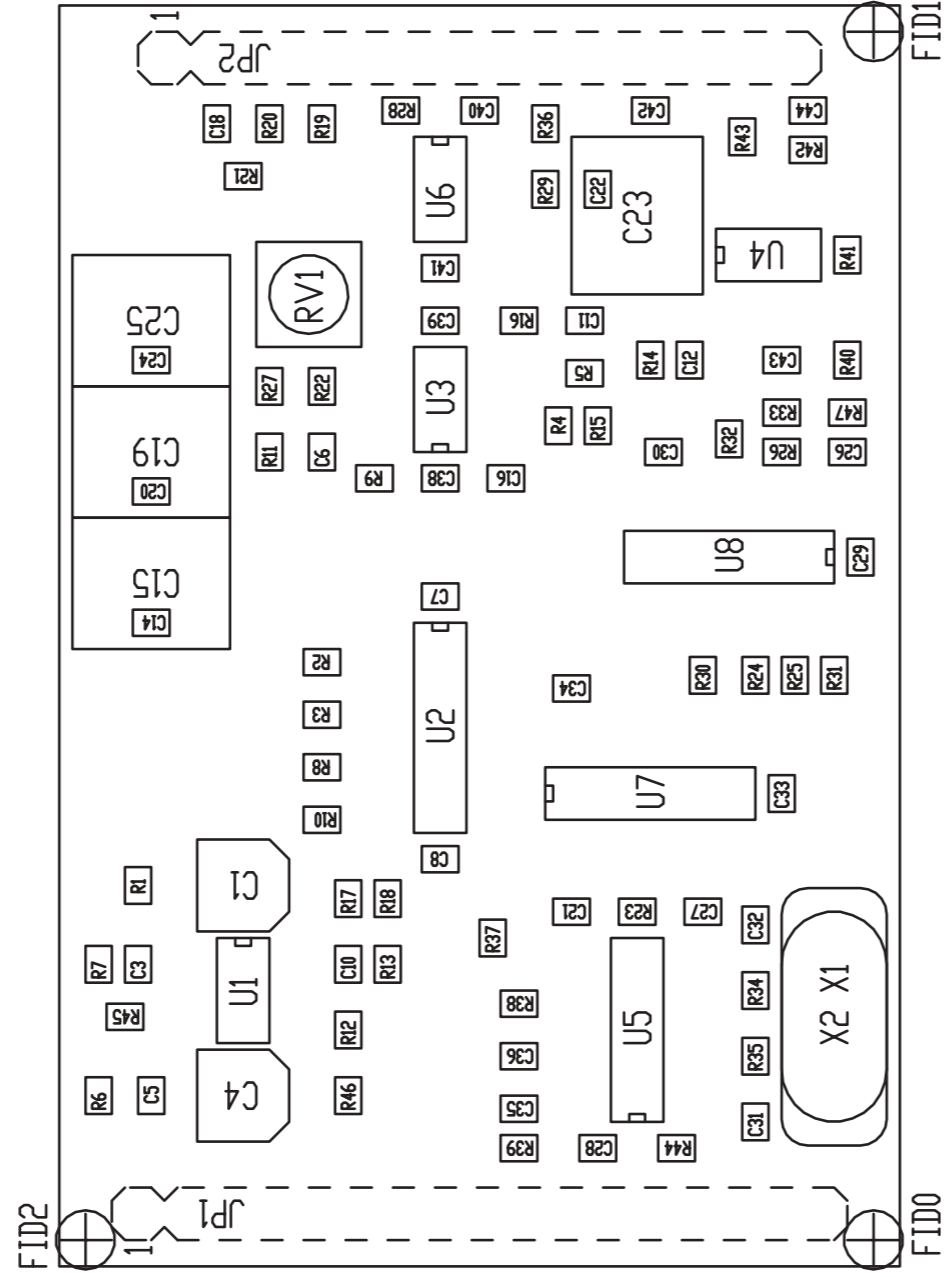 1
FID1
JP2
C18
R20
R19
R28
C40
R36
C42
R43
C44
R42
R21
U6
R29
C22
C23
U4
R41
C41
RV1
C25
C24
C39
R16
C11
R14
C12
C43
R40
R27
R22
U3
R5
R4
R15
R33
R47
R32
C19
C20
R11
C6
R9
C38
C16
C30
R26
C26
U8
C29
C15
C14
C7
R2
C34
R30
R24
R25
R31
R3
U2
R8
U7
C33
R10
C8
R1
C1
R17
R18
C21
R23
C27
C32
R37
R7
C3
U1
C10
R13
R34
X1
R45
R38
U5
R12
C36
R35
X2
R6
C5
C4
R46
C35
C31
R39
C28
R44
FID2
1
JP1
FID0